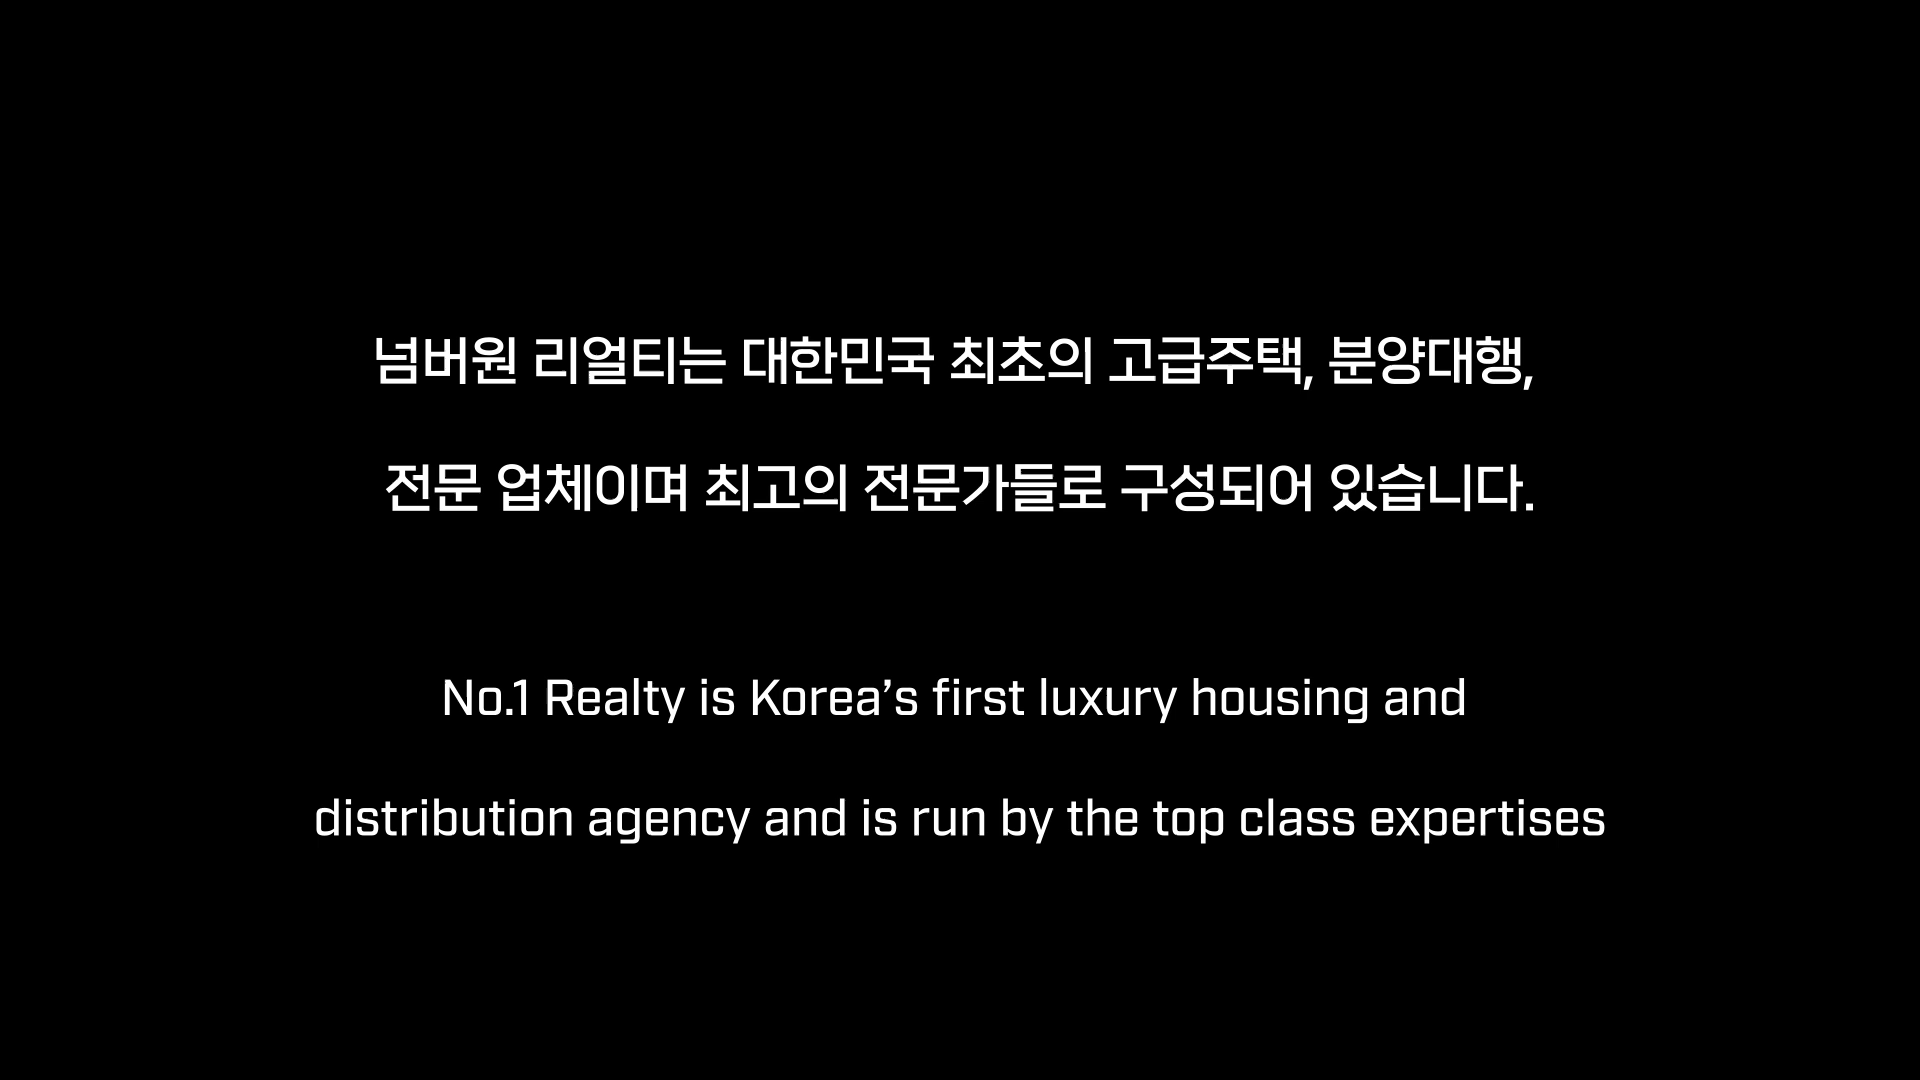 넘버원 리얼티는 대한민국 최초의 고급주택, 분양대행,
전문 업체이며 최고의 전문가들로 구성되어 있습니다.
No.1 Realty is Korea’s first luxury housing and
distribution agency and is run by the top class expertises